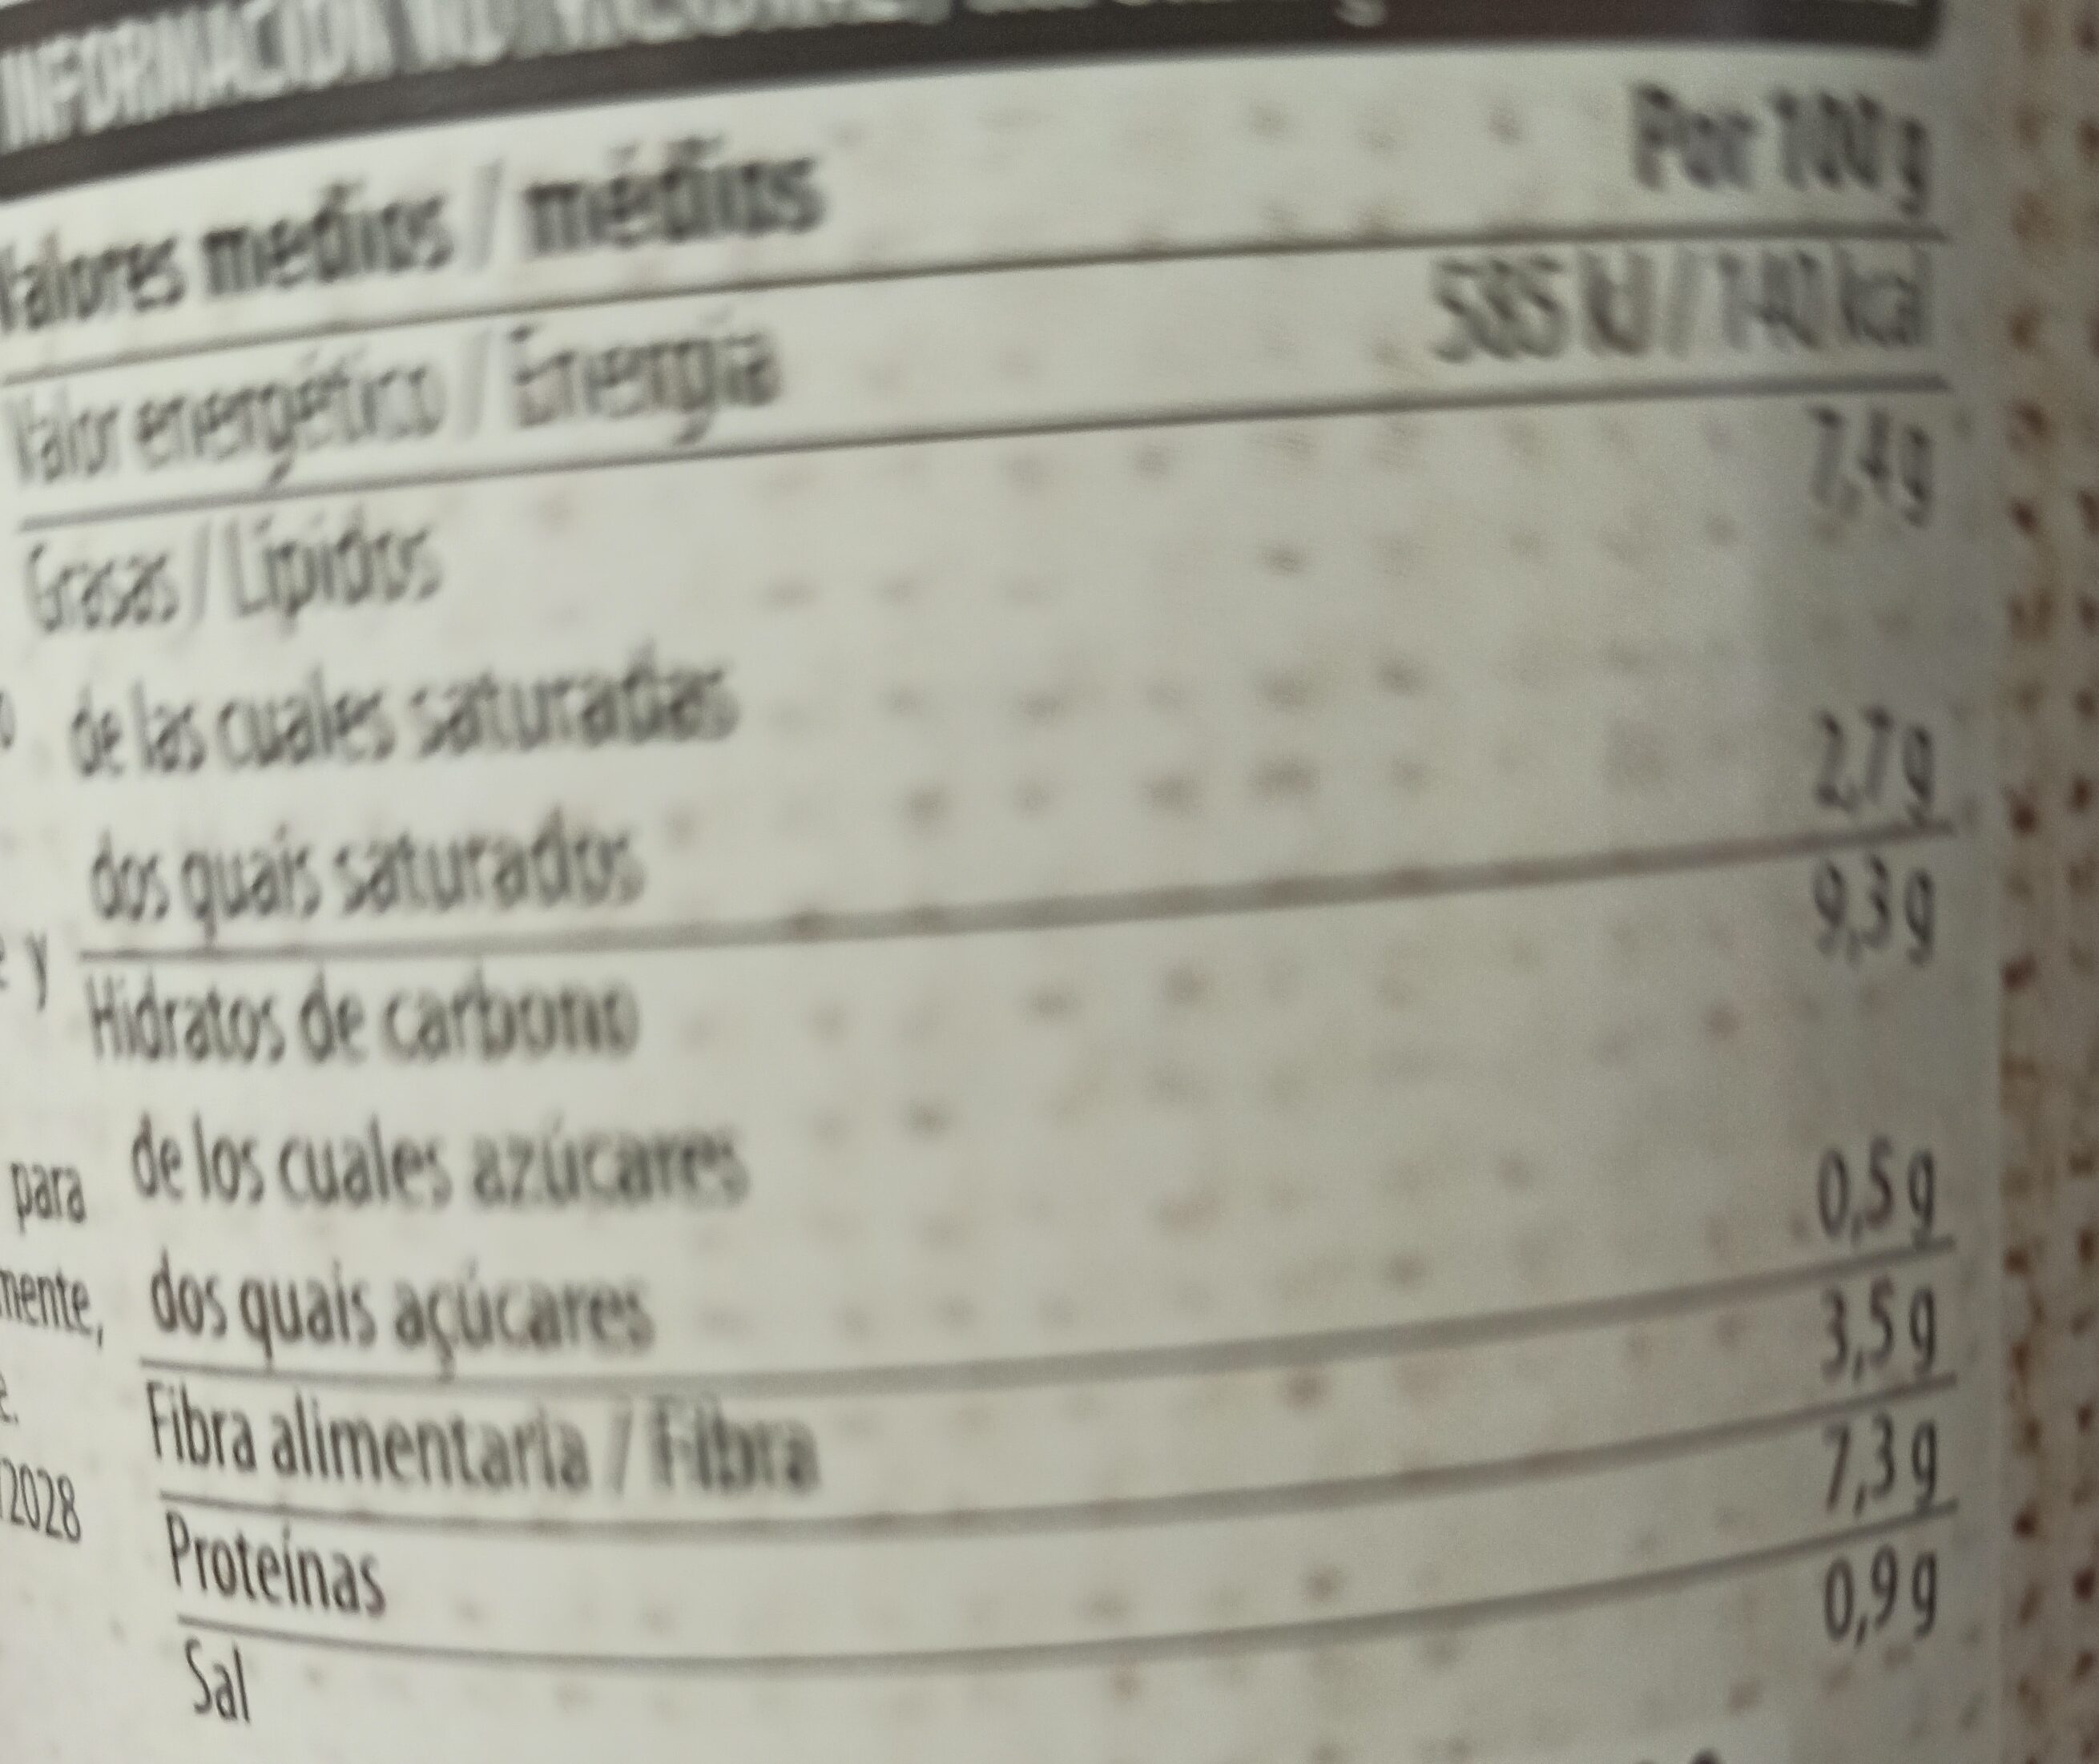 INFORMACIÓN
Valores medios / médios Por 100 g
Valor energético / Energia 585 kJ / 140 kcal
Grasas / Lípidos 7,4 g
de las cuales saturadas
dos quais saturados 2,7 g
y Hidratos de carbono 9,3 g
para de los cuales azúcares
mente, dos quais açúcares 0,5 g
Fibra alimentaria / Fibra 3,5 g
2028 Proteínas 7,3 g
Sal 0,9 g